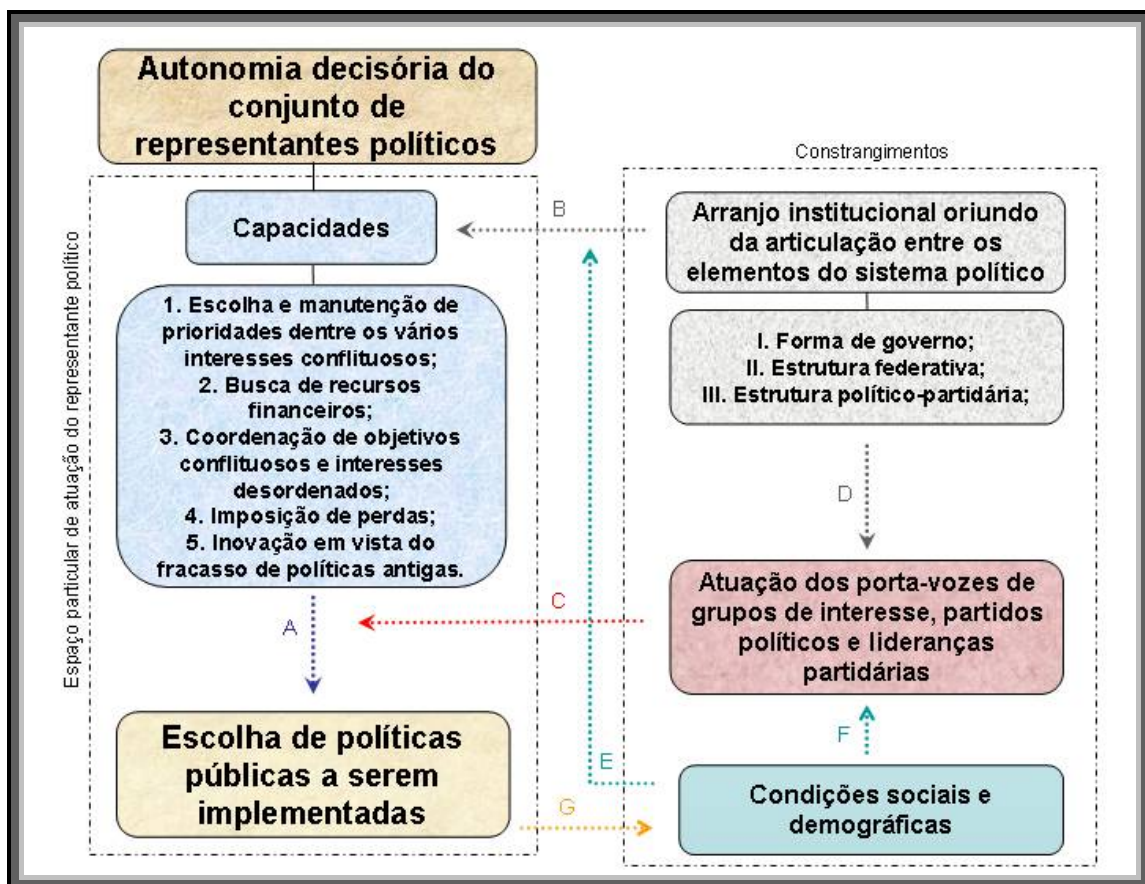 Autonomia decisória do
conjunto de
representantes políticos
Espaço particular de atuação do representante político
Capacidades
1. Escolha e manutenção de
prioridades dentre os vários
interesses conflituosos;
2. Busca de recursos
financeiros;
3. Coordenação de objetivos
conflituosos e interesses
desordenados;
4. Imposição de perdas;
5. Inovação em vista do
fracasso de políticas antigas.
A
Escolha de políticas
públicas a serem
implementadas
B
C
E
G
Constrangimentos
Arranjo institucional oriundo
da articulação entre os
elementos do sistema político
I. Forma de governo;
II. Estrutura federativa;
III. Estrutura político-partidária;
D
Atuação dos porta-vozes de
grupos de interesse, partidos
políticos e lideranças
partidárias
F
Condições sociais e
demográficas